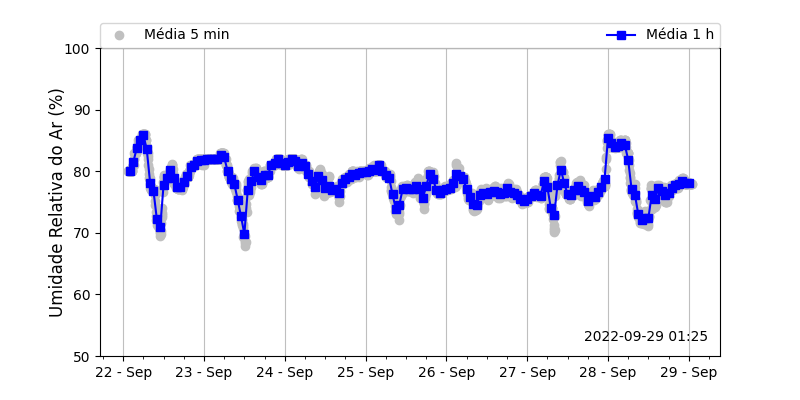 Média 5 min
Média 1 h
100
90
80
70
60
50
Umidade Relativa do Ar (%)
2022-09-29 01:25
22 - Sep
23 - Sep
24 - Sep
25 - Sep
26 - Sep
27 - Sep
28 - Sep
29 - Sep